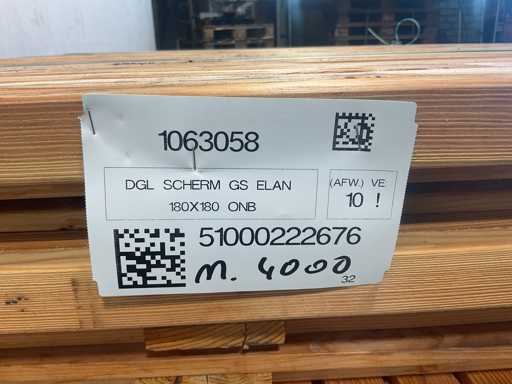 1063058
DGL SCHERM GS ELAN
180X180 ONB
(AFW.) VE:
10 !
51000222676
m. 4000
32